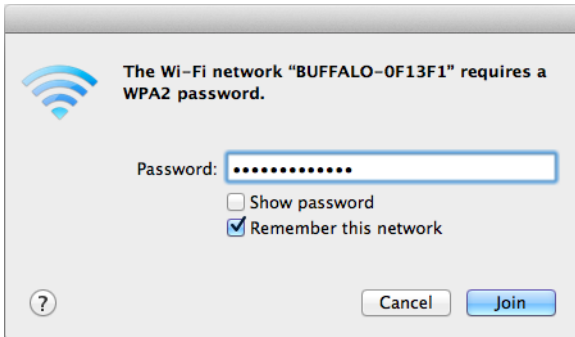 The Wi-Fi network “BUFFALO-0F13F1” requires a
WPA2 password.
Password: •••••••••••••
Show password
Remember this network
?
Cancel
Join